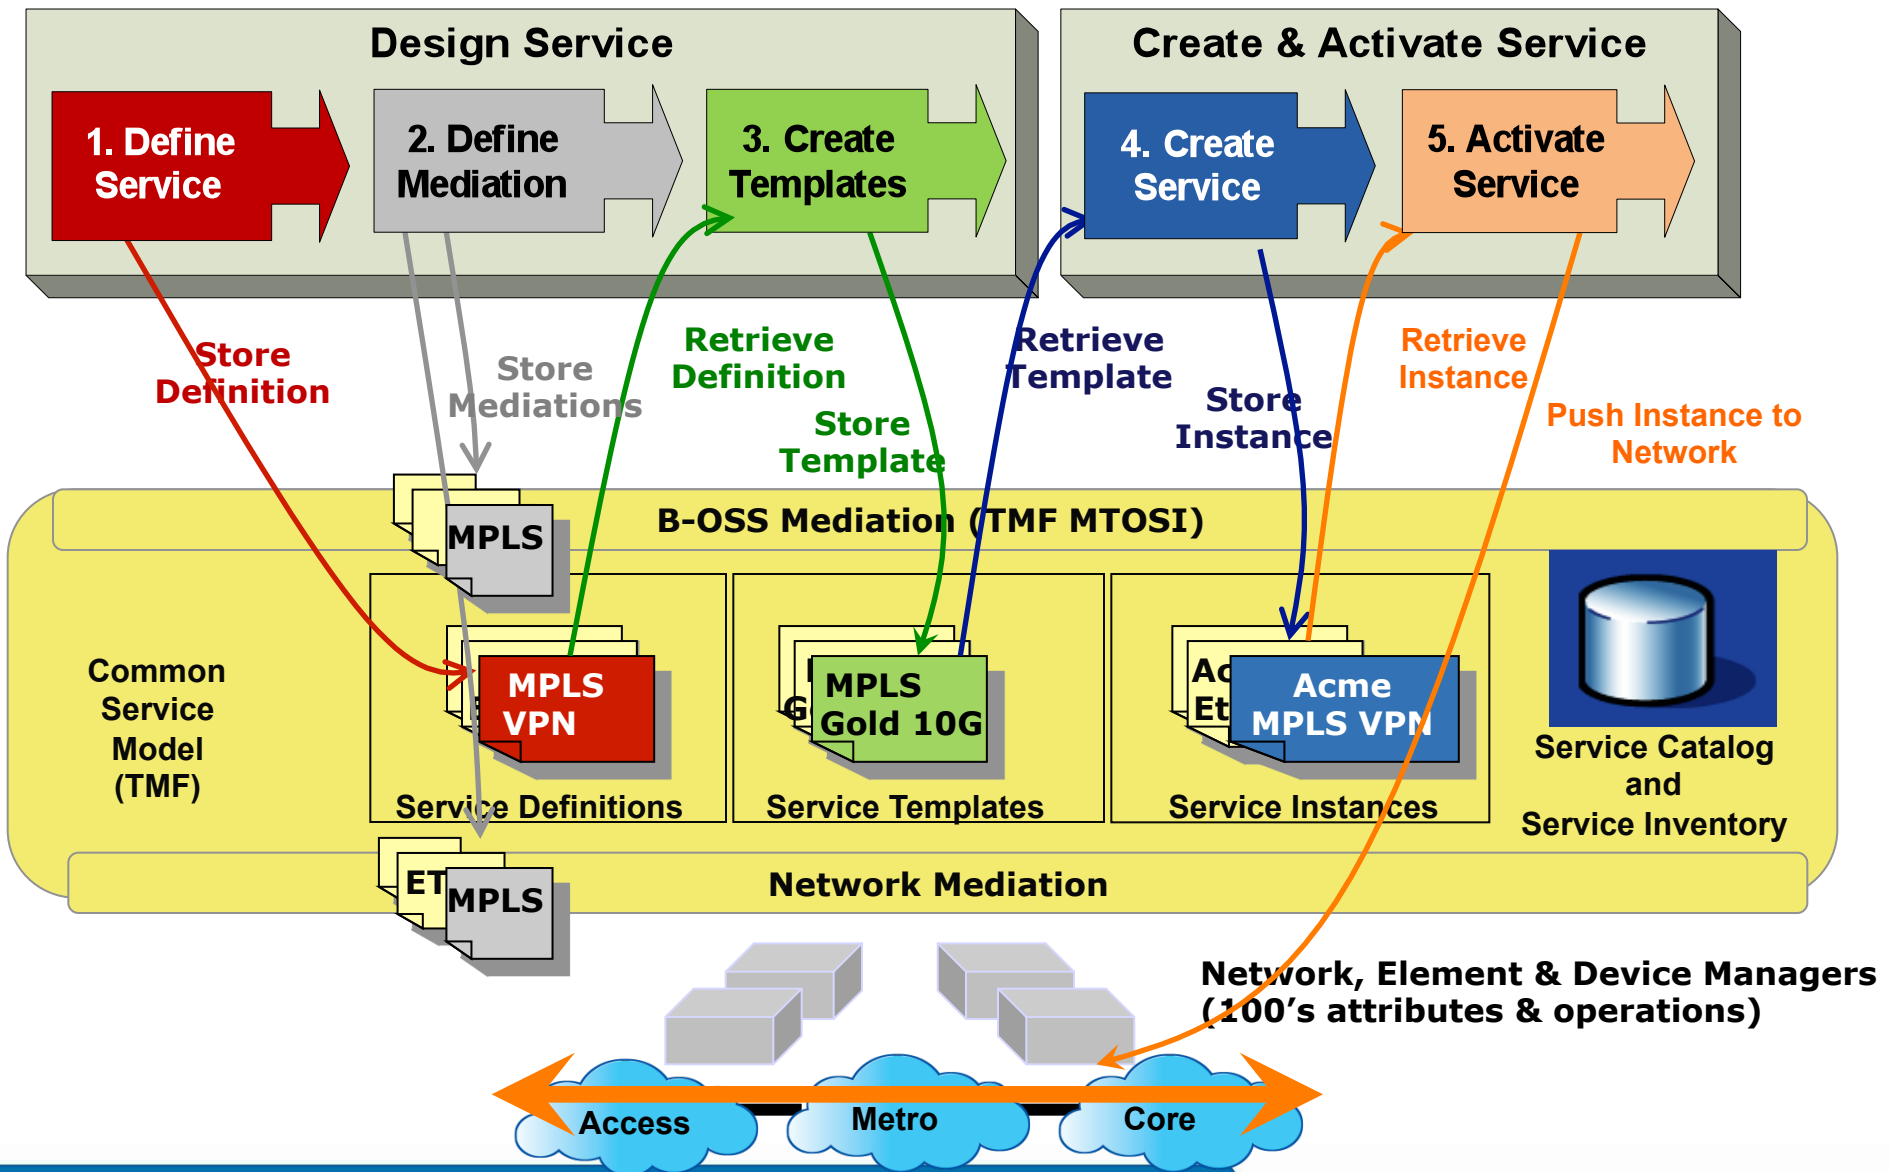 Design Service
Create & Activate Service
1. Define
Service
2. Define
Mediation
3. Create
Templates
4. Create
Service
5. Activate
Service
Store
Definition
Store
Mediations
Retrieve
Definition
Store
Template
Retrieve
Template
Store
Instance
Retrieve
Instance
Push Instance to
Network
MPLS
B-OSS Mediation (TMF MTOSI)
Common
Service
Model
(TMF)
MPLS
VPN
Service Definitions
MPLS
Gold 10G
Service Templates
Acme
MPLS VPN
Service Instances
Service Catalog
and
Service Inventory
ET
MPLS
Network Mediation
Network, Element & Device Managers
(100’s attributes & operations)
Access
Metro
Core